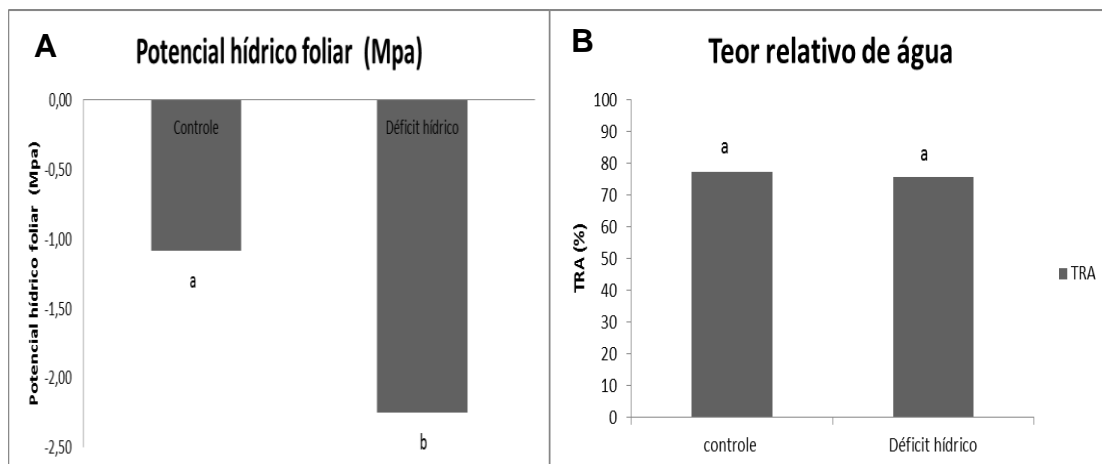 A
Potencial hídrico foliar (Mpa)
Potencial hídrico foliar (Mpa)
0,00
-0,50
-1,00
-1,50
-2,00
-2,50
Controle
Déficit hídrico
a
b
B
Teor relativo de água
TRA (%)
100
90
80
70
60
50
40
30
20
10
0
a
a
controle
Déficit hídrico
TRA